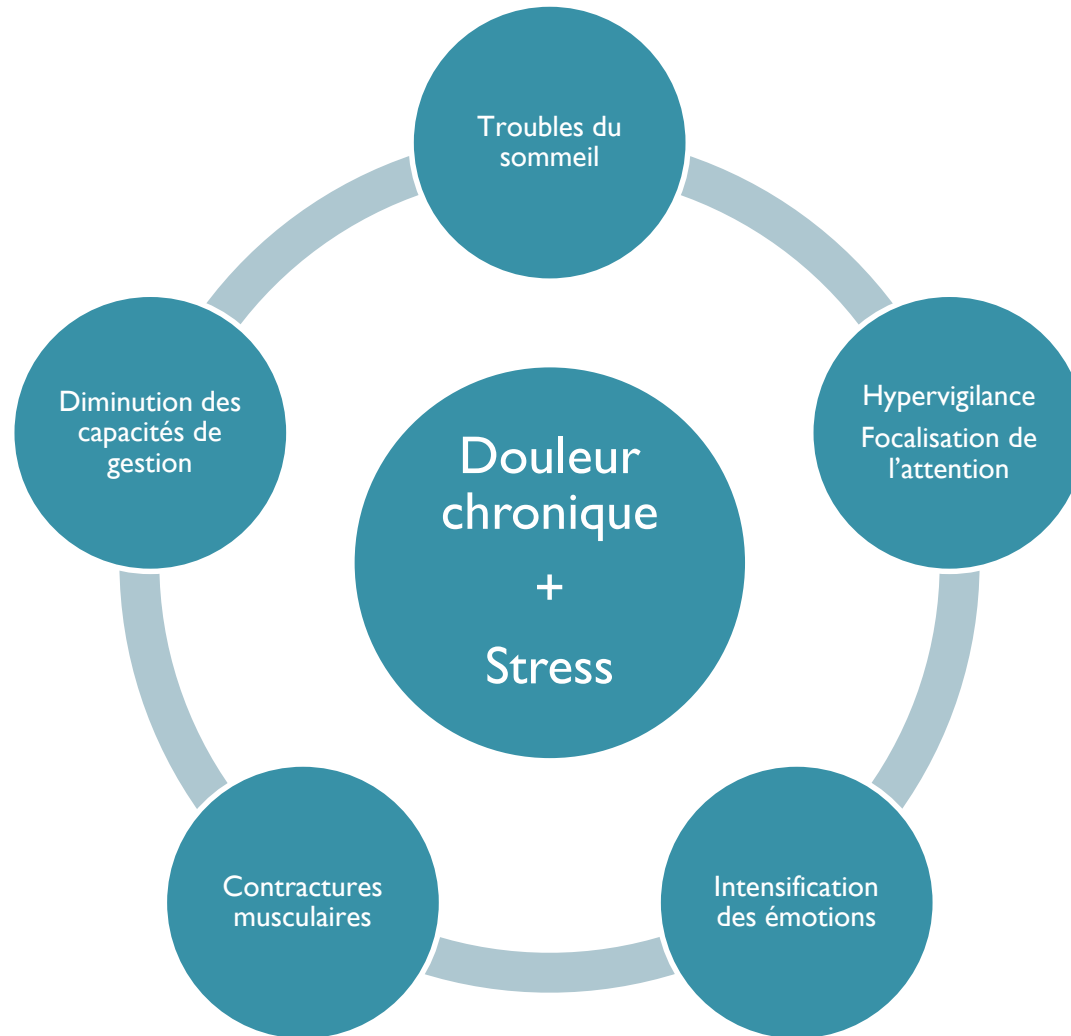 Troubles du
sommeil
Hypervigilance
Focalisation de
l’attention
Intensification
des émotions
Contractures
musculaires
Diminution des
capacités de
gestion
Douleur
chronique
+
Stress